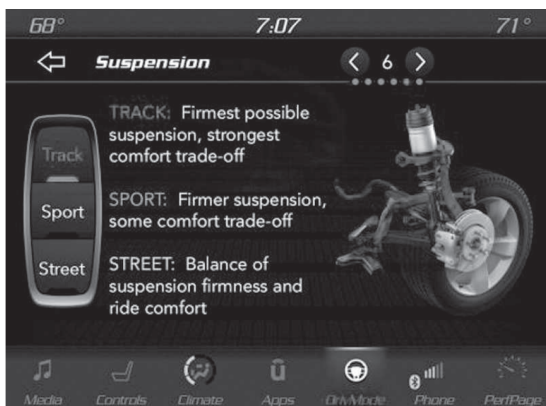 68°
7:07
71°
Suspension
6
Track
Sport
Street
TRACK: Firmest possible
suspension, strongest
comfort trade-off
SPORT: Firmer suspension,
some comfort trade-off
STREET: Balance of
suspension firmness and
ride comfort
Media
Controls
Climate
Apps
DriveMode
Phone
PerfPage